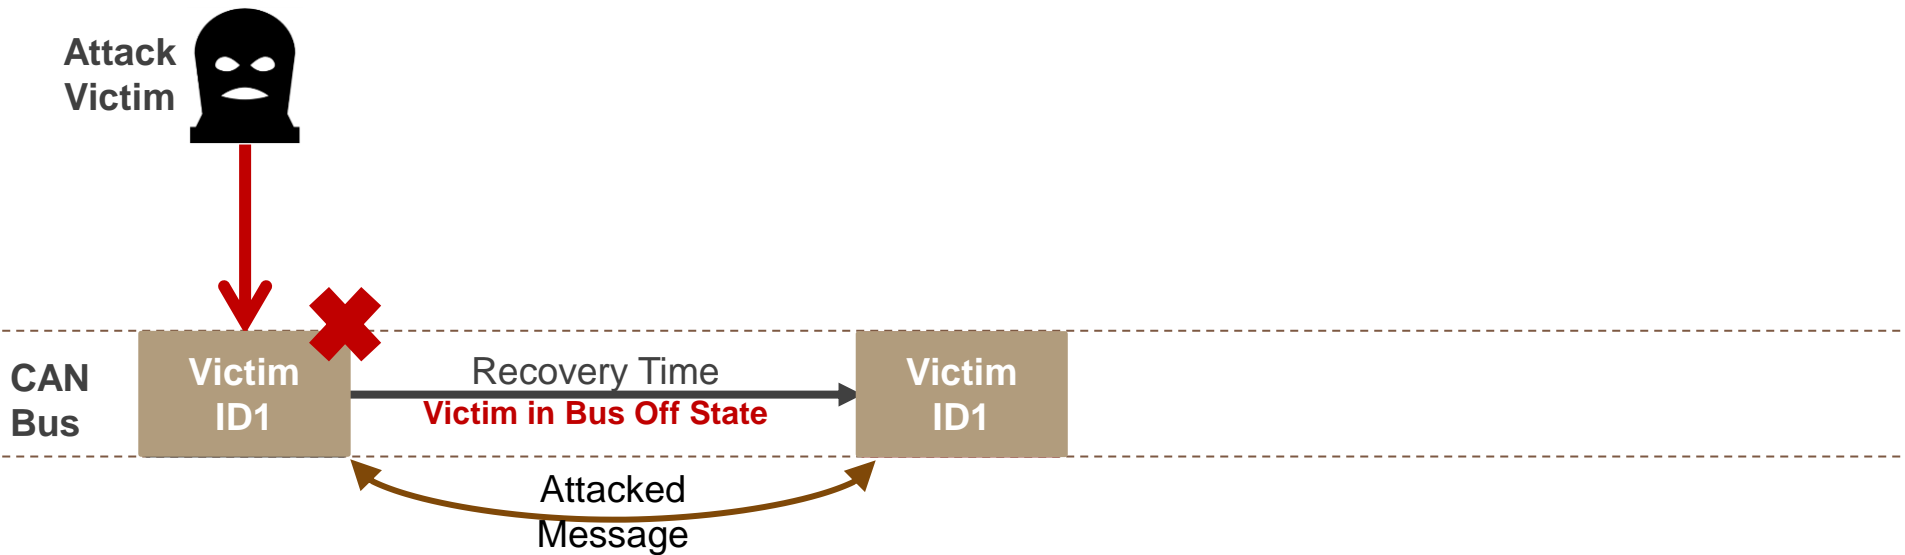 Attack
Victim
CAN
Bus
Victim
ID1
Recovery Time
Victim in Bus Off State
Victim
ID1
Attacked
Message